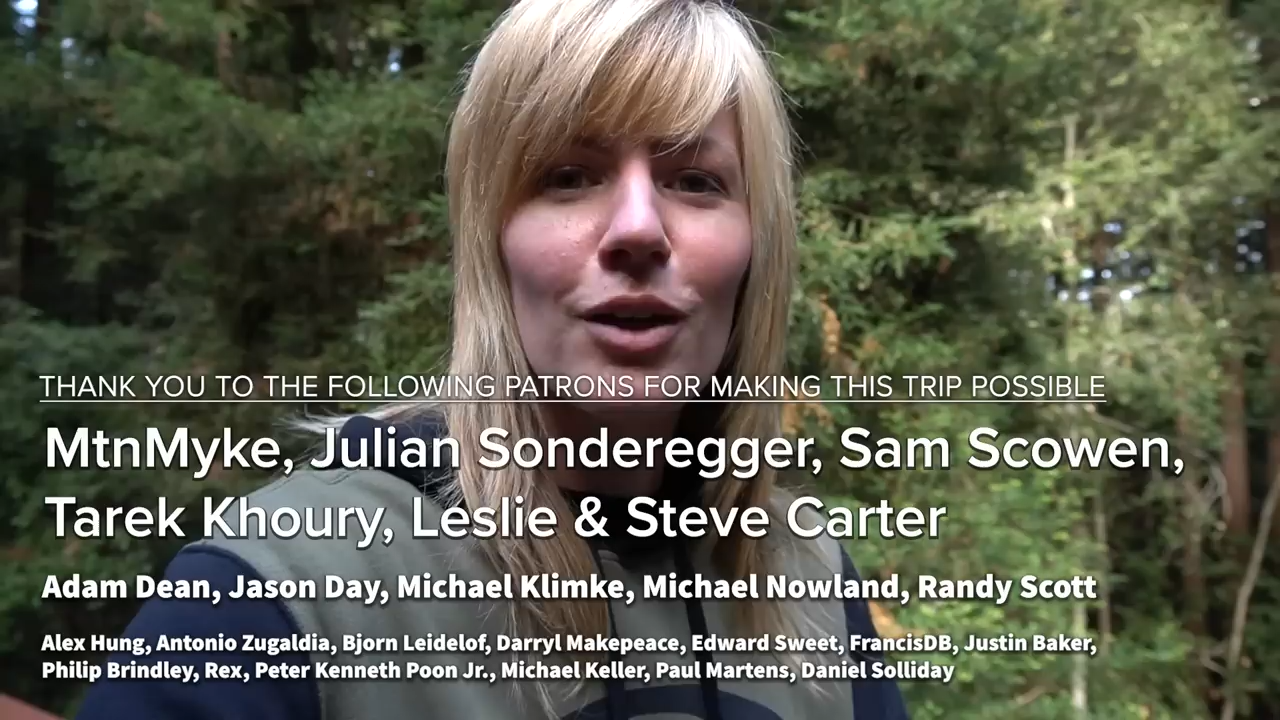 THANK YOU TO THE FOLLOWING PATRONS FOR MAKING THIS TRIP POSSIBLE
MtnMyke, Julian Sonderegger, Sam Scowen,
Tarek Khoury, Leslie & Steve Carter
Adam Dean, Jason Day, Michael Klimke, Michael Nowland, Randy Scott
Alex Hung, Antonio Zugaldia, Bjorn Leidelof, Darryl Makepeace, Edward Sweet, FrancisDB, Justin Baker,
Philip Brindley, Rex, Peter Kenneth Poon Jr., Michael Keller, Paul Martens, Daniel Solliday